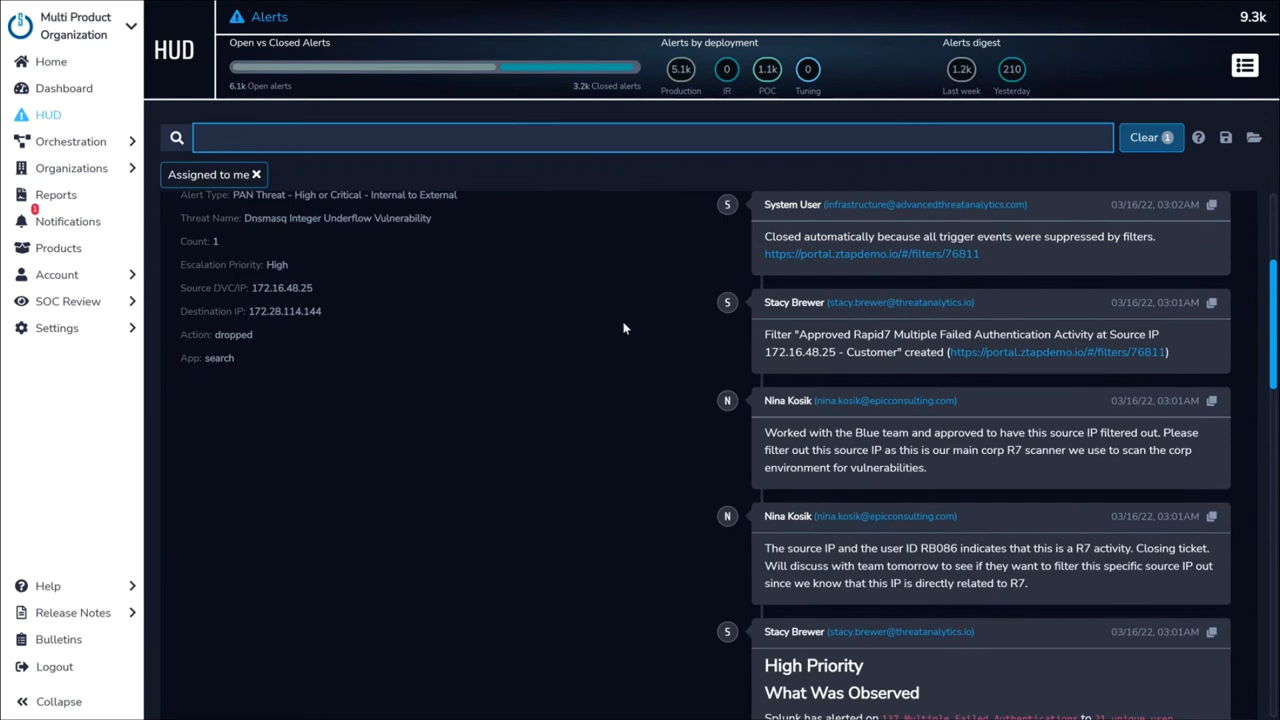 Multi Product
Organization
Home
Dashboard
HUD
Orchestration
Organizations
Reports
1
Notifications
Products
Account
SOC Review
Settings
Help
Release Notes
Bulletins
Logout
Collapse
HUD
Alerts
9.3k
Open vs Closed Alerts
6.1k Open alerts
3.2k Closed alerts
Alerts by deployment
5.1k
0
1.1k
0
Production
IR
POC
Tuning
Alerts digest
1.2k
210
Last week
Yesterday
Clear 1
Assigned to me
Alert Type: PAN Threat - High or Critical - Internal to External
Threat Name: Dnsmasq Integer Underflow Vulnerability
Count: 1
Escalation Priority: High
Source DVC/IP: 172.16.48.25
Destination IP: 172.28.114.144
Action: dropped
App: search
S
System User (infrastructure@advancedthreatanalytics.com) 03/16/22, 03:02AM
Closed automatically because all trigger events were suppressed by filters.
https://portal.ztapdemo.io/#/filters/76811
S
Stacy Brewer (stacy.brewer@threatanalytics.io) 03/16/22, 03:01AM
Filter "Approved Rapid7 Multiple Failed Authentication Activity at Source IP
172.16.48.25 - Customer" created (https://portal.ztapdemo.io/#/filters/76811)
N
Nina Kosik (nina.kosik@epicconsulting.com) 03/16/22, 03:01AM
Worked with the Blue team and approved to have this source IP filtered out. Please
filter out this source IP as this is our main corp R7 scanner we use to scan the corp
environment for vulnerabilities.
N
Nina Kosik (nina.kosik@epicconsulting.com) 03/16/22, 03:01AM
The source IP and the user ID RB086 indicates that this is a R7 activity. Closing ticket.
Will discuss with team tomorrow to see if they want to filter this specific source IP out
since we know that this IP is directly related to R7.
S
Stacy Brewer (stacy.brewer@threatanalytics.io) 03/16/22, 03:01AM
High Priority
What Was Observed
Splunk has alerted on 137 Multiple Failed Authentications to 21 unique user